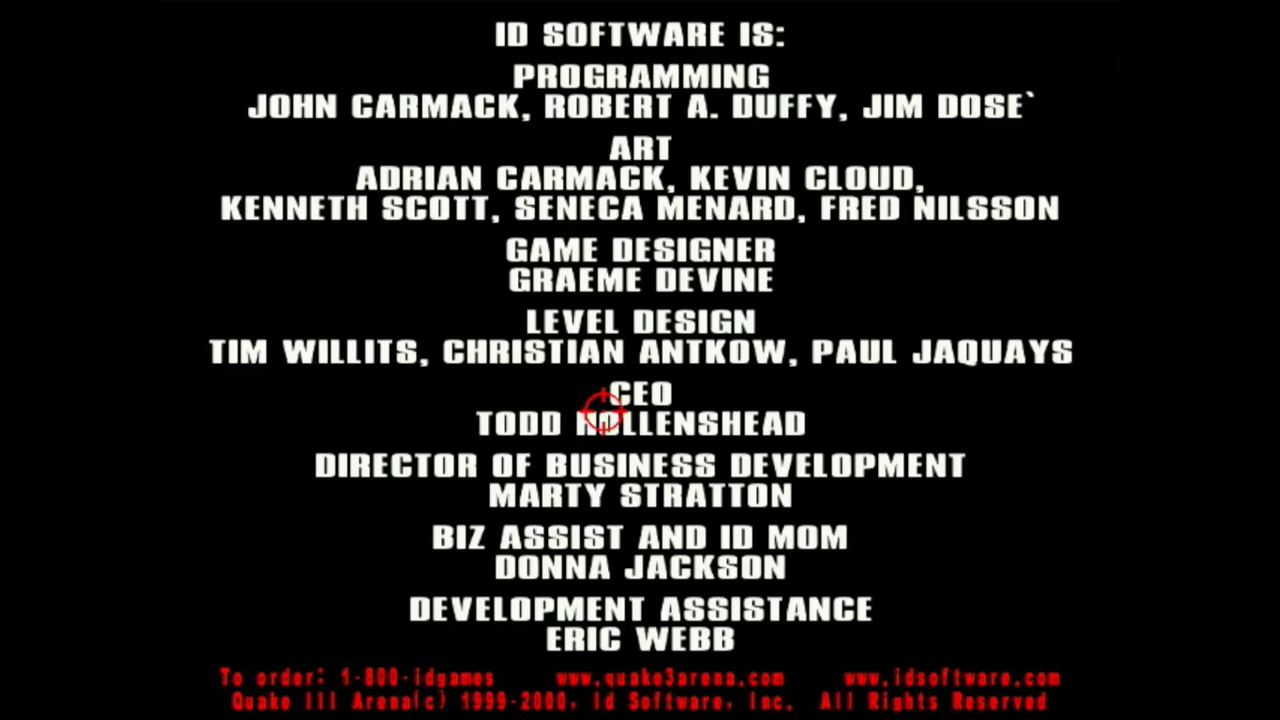 ID SOFTWARE IS:
PROGRAMMING
JOHN CARMACK, ROBERT A. DUFFY, JIM DOSE`
ART
ADRIAN CARMACK, KEVIN CLOUD,
KENNETH SCOTT, SENECA MENARD, FRED NILSSON
GAME DESIGNER
GRAEME DEVINE
LEVEL DESIGN
TIM WILLITS, CHRISTIAN ANTKOW, PAUL JAQUAYS
CEO
TODD HOLLENSHEAD
DIRECTOR OF BUSINESS DEVELOPMENT
MARTY STRATTON
BIZ ASSIST AND ID MOM
DONNA JACKSON
DEVELOPMENT ASSISTANCE
ERIC WEBB
To order: 1-800-idgames www.quake3arena.com www.idsoftware.com
Quake III Arena(c) 1999-2000, Id Software, Inc. All Rights Reserved